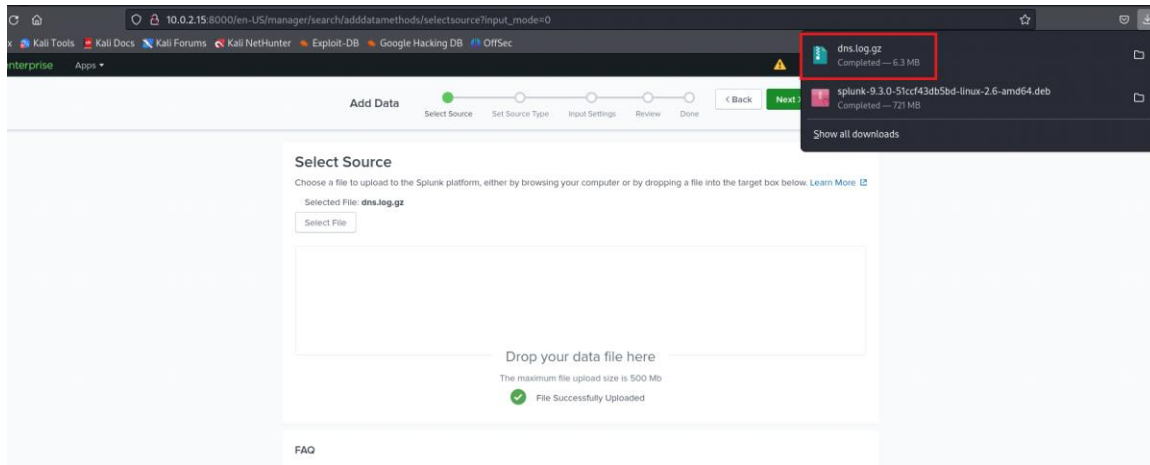 10.0.2.15:8000/en-US/manager/search/adddatamethods/selectsource?input_mode=0
Kali Tools Kali Docs Kali Forums Kali NetHunter Exploit-DB Google Hacking DB OffSec
enterprise Apps
dns.log.gz
Completed — 6.3 MB
splunk-9.3.0-51ccf43db5bd-linux-2.6-amd64.deb
Completed — 721 MB
Show all downloads
Add Data
Select Source Set Source Type Input Settings Review Done
< Back Next
Select Source
Choose a file to upload to the Splunk platform, either by browsing your computer or by dropping a file into the target box below. Learn More
Selected File: dns.log.gz
Select File
Drop your data file here
The maximum file upload size is 500 Mb
File Successfully Uploaded
FAQ